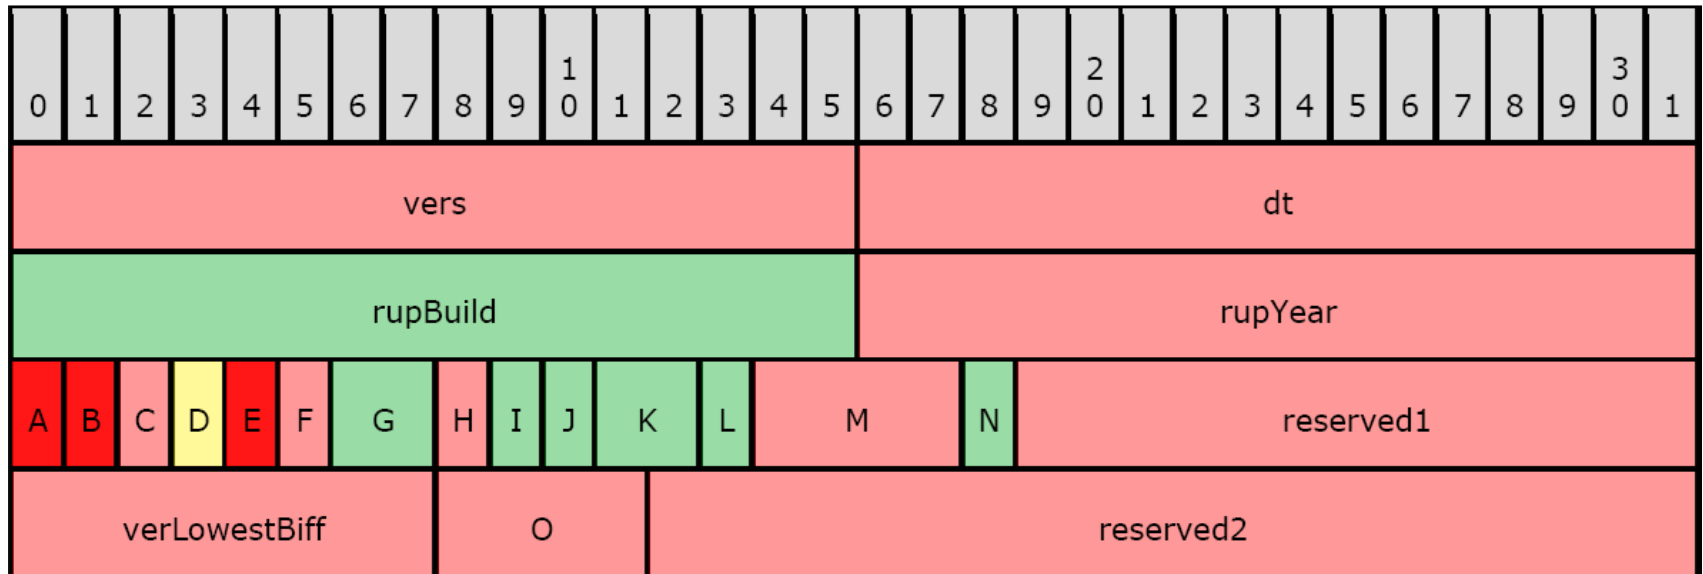 1 2 3
0 1 2 3 4 5 6 7 8 9 0 1 2 3 4 5 6 7 8 9 0 1 2 3 4 5 6 7 8 9 0 1
vers dt
rupBuild rupYear
A B C D E F G H I J K L M N reserved1
verLowestBiff O reserved2